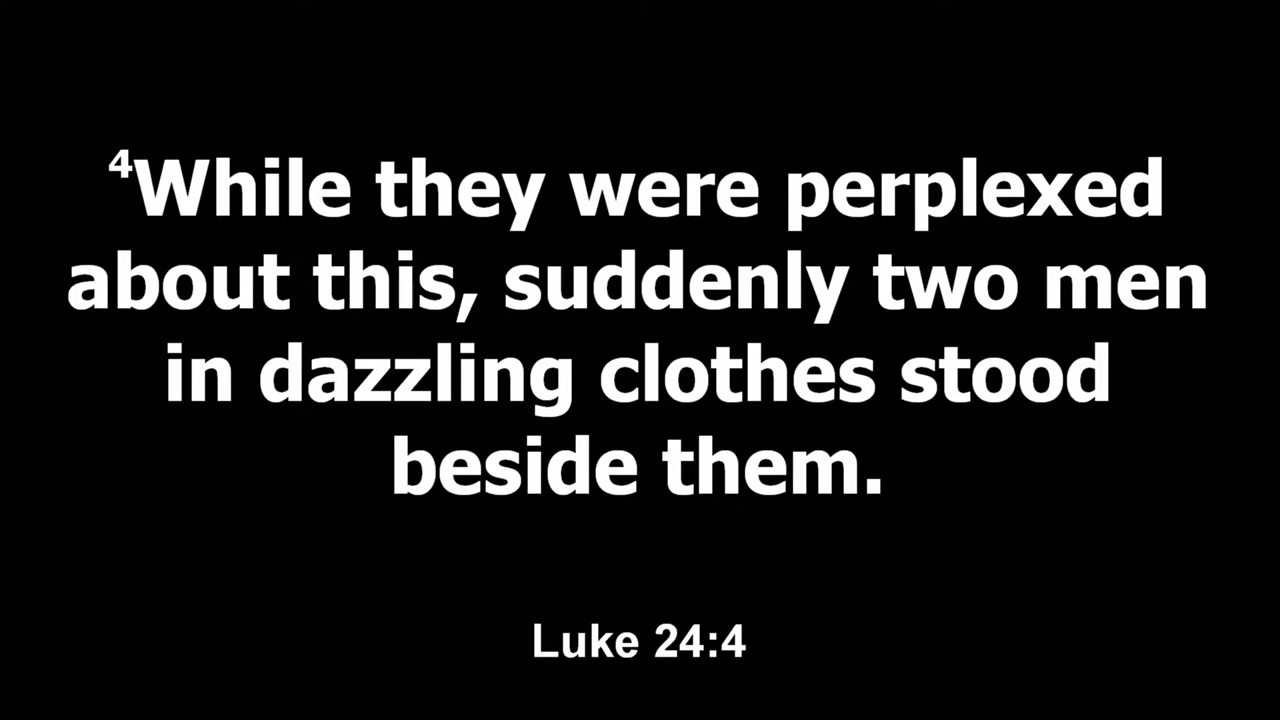 ⁴While they were perplexed
about this, suddenly two men
in dazzling clothes stood
beside them.
Luke 24:4